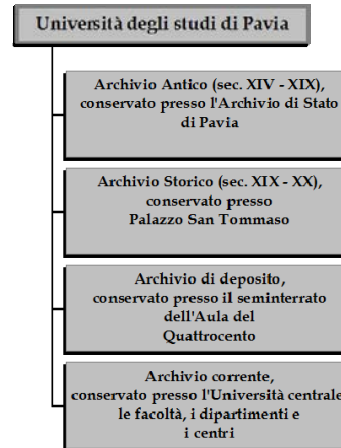 Università degli studi di Pavia
Archivio Antico (sec. XIV - XIX),
conservato presso l'Archivio di Stato
di Pavia
Archivio Storico (sec. XIX - XX),
conservato presso
Palazzo San Tommaso
Archivio di deposito,
conservato presso il seminterrato
dell'Aula del
Quattrocento
Archivio corrente,
conservato presso l'Università centrale
le facoltà, i dipartimenti e
i centri